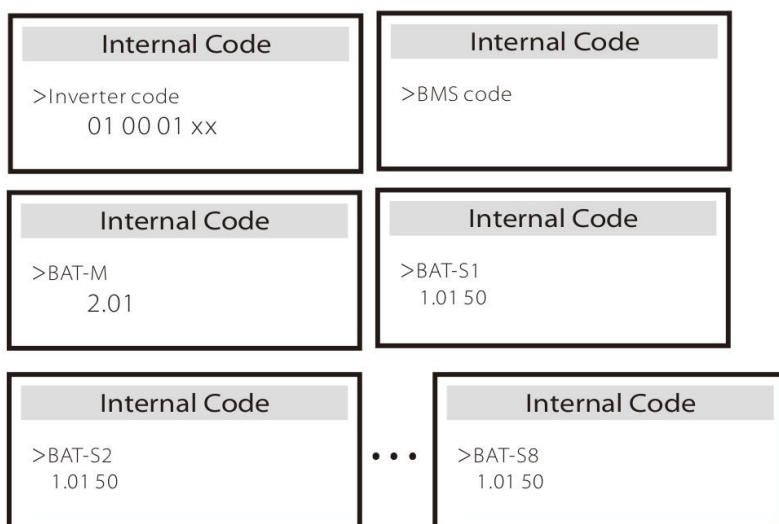 Internal Code
>Inverter code
01 00 01 xx
Internal Code
>BMS code
Internal Code
>BAT-M
2.01
Internal Code
>BAT-S1
1.01 50
Internal Code
>BAT-S2
1.01 50
•••
Internal Code
>BAT-S8
1.01 50